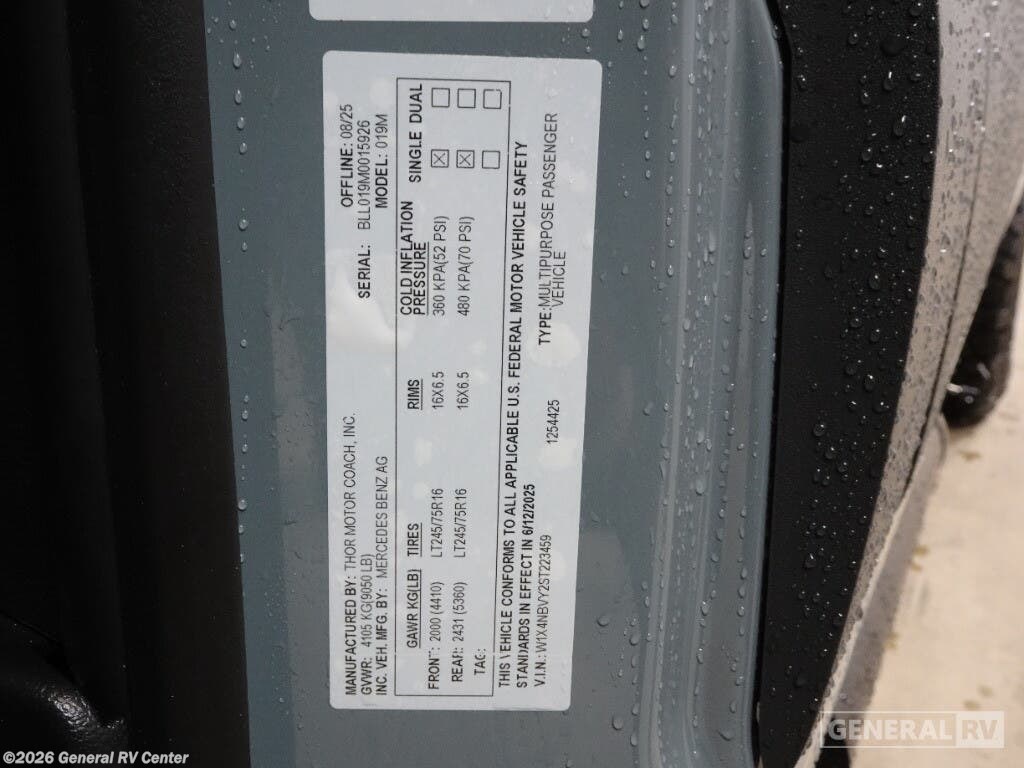 MANUFACTURED BY: THOR MOTOR COACH, INC. OFFLINE: 08/25
GVWR: 4105 KG(9050 LB) SERIAL: BLL019M0015926
INC. VEH. MFG. BY: MERCEDES BENZ AG MODEL: 019M
GAWR KG(LB) TIRES RIMS COLD INFLATION PRESSURE SINGLE DUAL
FRONT: 2000 (4410) LT245/75R16 16X6.5 360 KPA(52 PSI)
REAR: 2431 (5360) LT245/75R16 16X6.5 480 KPA(70 PSI)
TAG:
THIS VEHICLE CONFORMS TO ALL APPLICABLE U.S. FEDERAL MOTOR VEHICLE SAFETY
STANDARDS IN EFFECT IN 6/12/2025
V.I.N.: W1X4NBVY2ST223459 1254425 TYPE: MULTIPURPOSE PASSENGER
VEHICLE
GENERAL RV
©2026 General RV Center